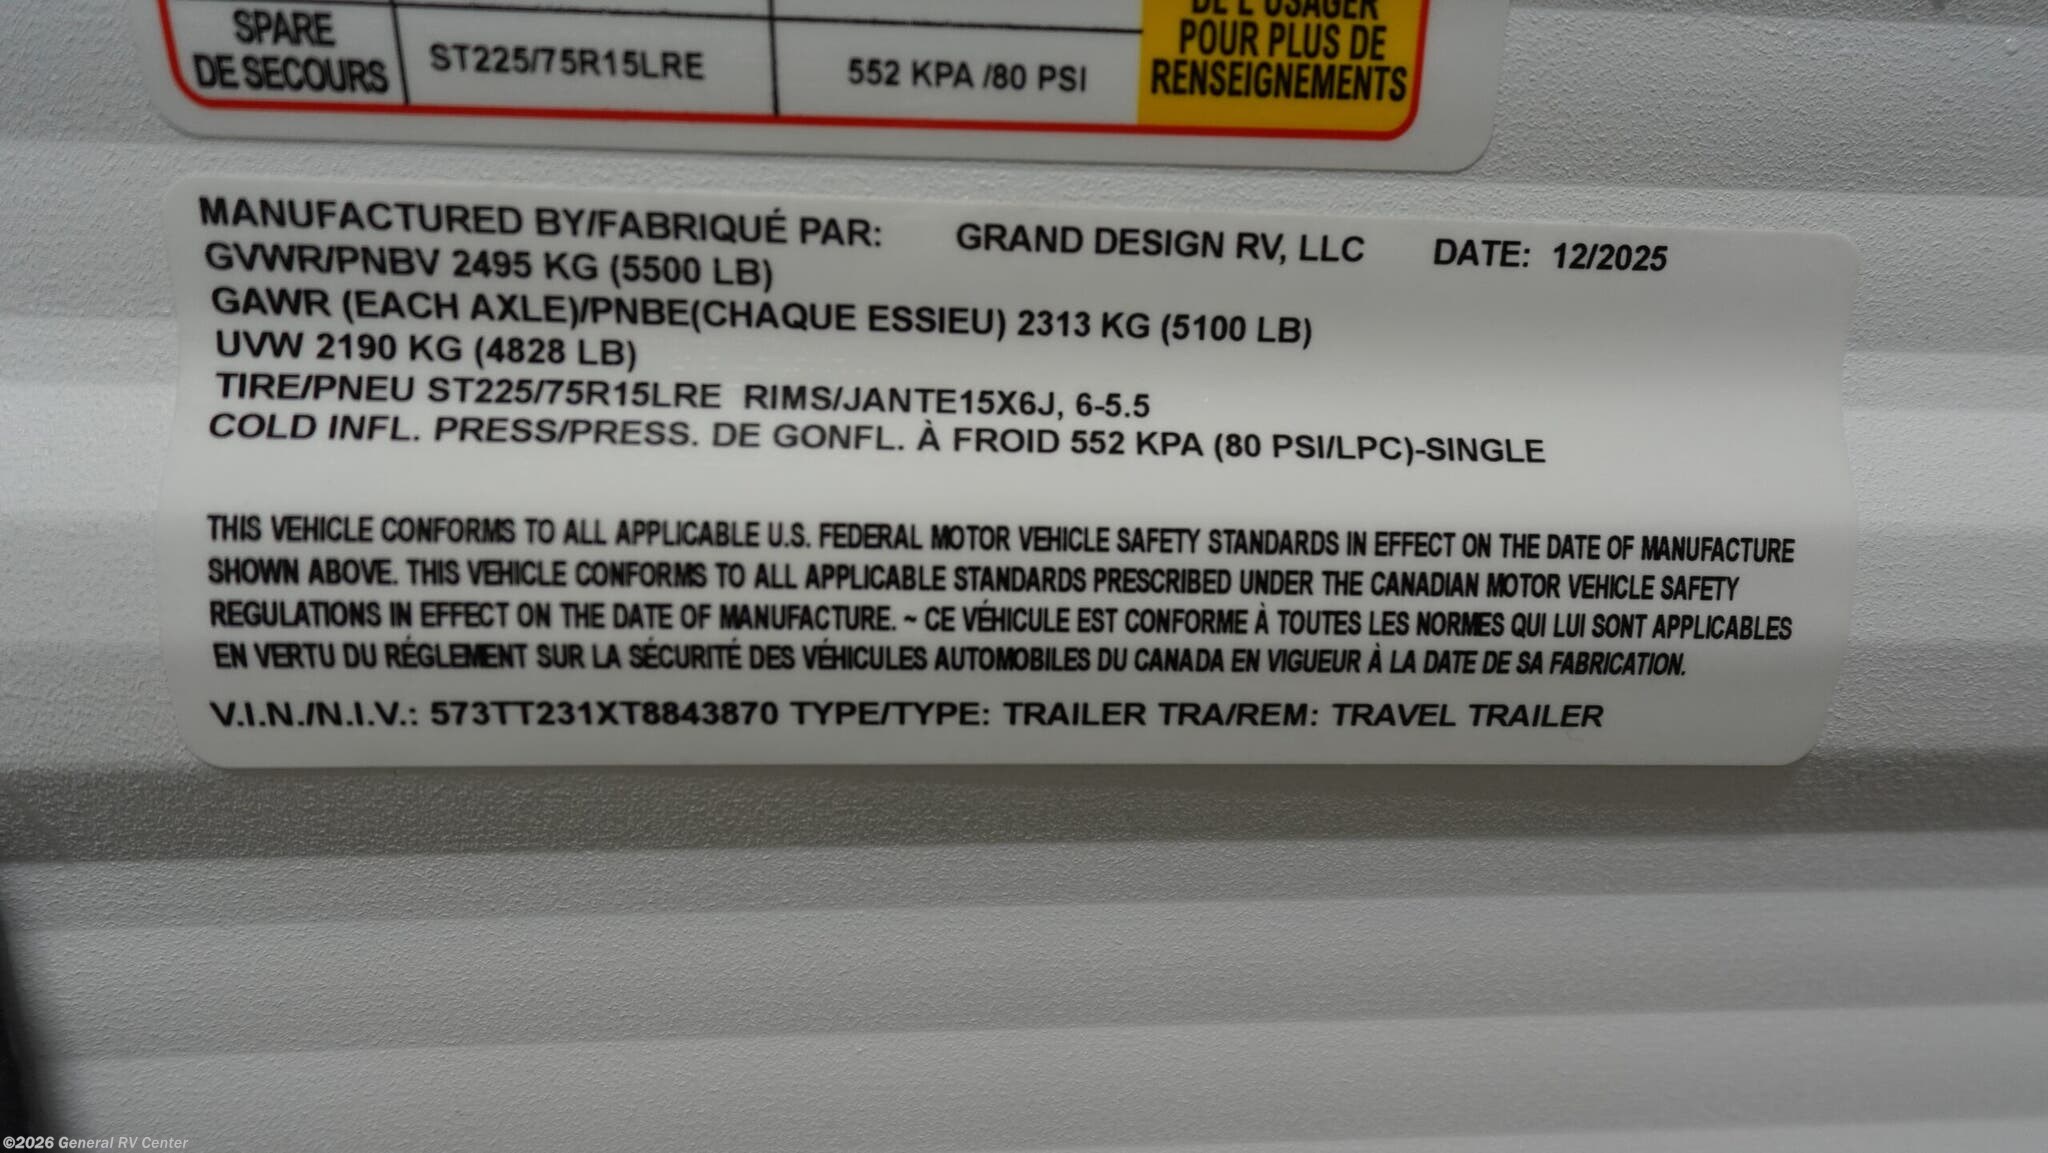 SPARE
DE SECOURS
ST225/75R15LRE
552 KPA /80 PSI
DE L'USAGER
POUR PLUS DE
RENSEIGNEMENTS
MANUFACTURED BY/FABRIQUÉ PAR: GRAND DESIGN RV, LLC DATE: 12/2025
GVWR/PNBV 2495 KG (5500 LB)
GAWR (EACH AXLE)/PNBE(CHAQUE ESSIEU) 2313 KG (5100 LB)
UVW 2190 KG (4828 LB)
TIRE/PNEU ST225/75R15LRE RIMS/JANTE15X6J, 6-5.5
COLD INFL. PRESS/PRESS. DE GONFL. À FROID 552 KPA (80 PSI/LPC)-SINGLE
THIS VEHICLE CONFORMS TO ALL APPLICABLE U.S. FEDERAL MOTOR VEHICLE SAFETY STANDARDS IN EFFECT ON THE DATE OF MANUFACTURE
SHOWN ABOVE. THIS VEHICLE CONFORMS TO ALL APPLICABLE STANDARDS PRESCRIBED UNDER THE CANADIAN MOTOR VEHICLE SAFETY
REGULATIONS IN EFFECT ON THE DATE OF MANUFACTURE. ~ CE VÉHICULE EST CONFORME À TOUTES LES NORMES QUI LUI SONT APPLICABLES
EN VERTU DU RÉGLEMENT SUR LA SÉCURITÉ DES VÉHICULES AUTOMOBILES DU CANADA EN VIGUEUR À LA DATE DE SA FABRICATION.
V.I.N./N.I.V.: 573TT231XT8843870 TYPE/TYPE: TRAILER TRA/REM: TRAVEL TRAILER
©2026 General RV Center